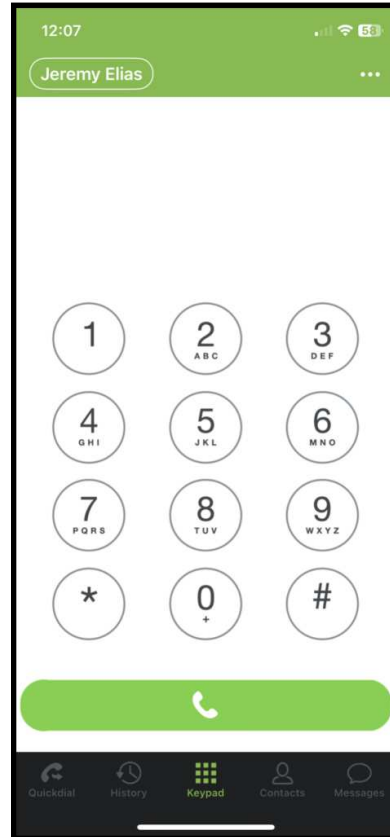 12:07 58
Jeremy Elias ...
1 2 3
ABC DEF
4 5 6
GHI JKL MNO
7 8 9
PQRS TUV WXYZ
* 0 #
+
Quickdial History Keypad Contacts Messages